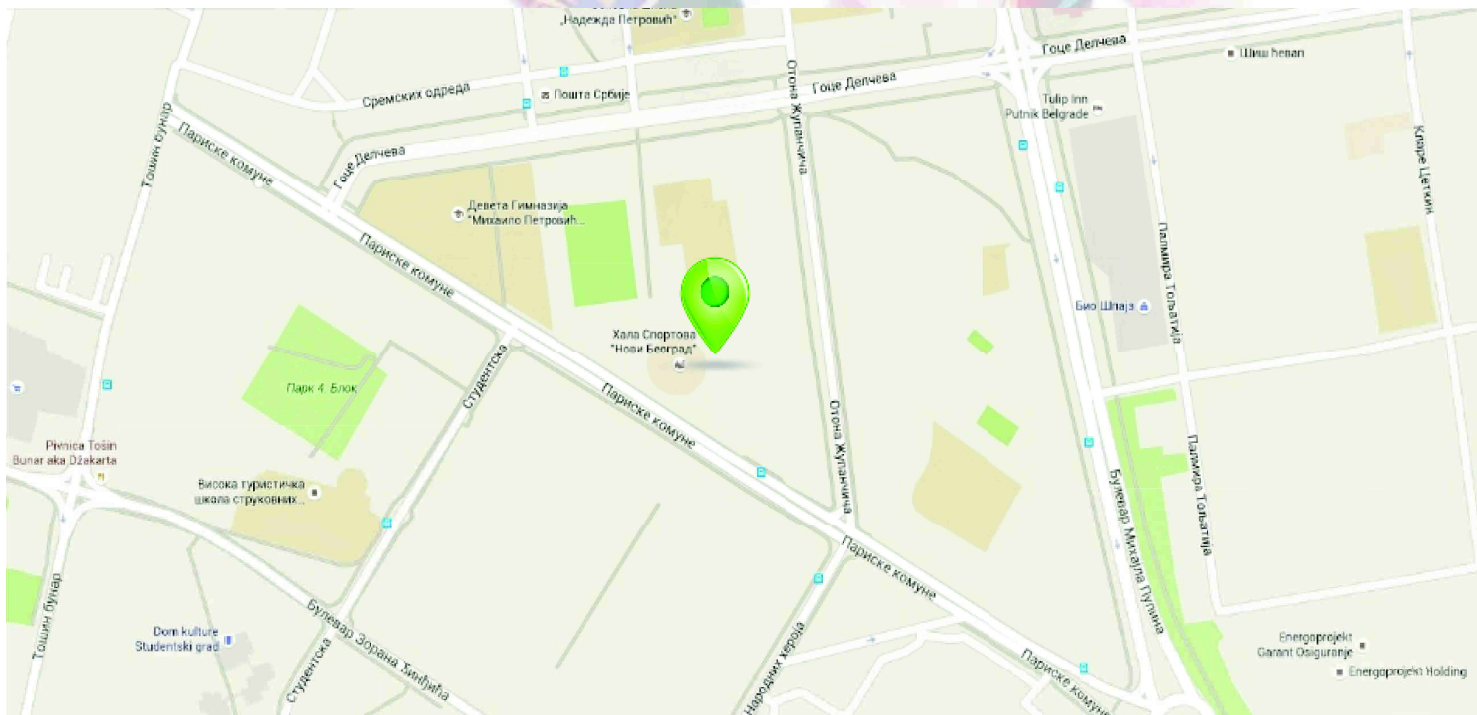 „Надежда Петровић"
Гоце Делчева
Шиш ћевап
Сремских одреда
Пошта Србије
Гоце Делчева
Отона Жупанчича
Tulip Inn
Putnik Belgrade
Тошин бунар
Париске комуне
Гоце Делчева
Кларе Цеткин
Девета Гимназија
"Михаило Петровић...
Париске комуне
Палмира Тољатија
Био Шпајз
Хала Спортова
"Нови Београд"
Студентска
Парк 4. Блок
Париске комуне
Отона Жупанчича
Pivnica Tošin
Bunar aka Džakarta
Висока туристичка
школа струковних...
Палмира Тољатија
Булевар Михајла Пупина
Париске комуне
Тошин бунар
Булевар Зорана Ђинђића
Dom kulture
Studentski grad
Студентска
Народних хероја
Париске комуне
Energoprojekt
Garant Osiguranje
Energoprojekt Holding